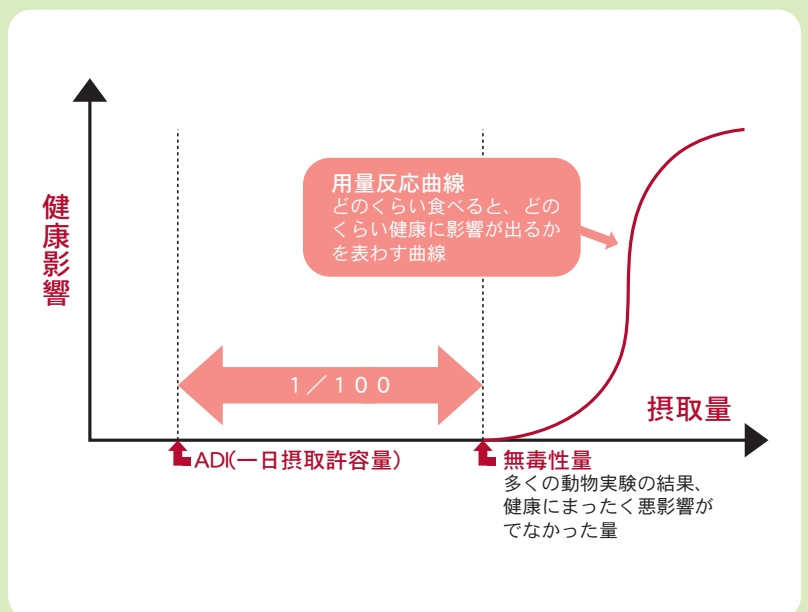 用量反応曲線
どのくらい食べると、どの
くらい健康に影響が出るか
を表わす曲線
健康影響
1／100
摂取量
ADI(一日摂取許容量)
無毒性量
多くの動物実験の結果、
健康にまったく悪影響が
でなかった量